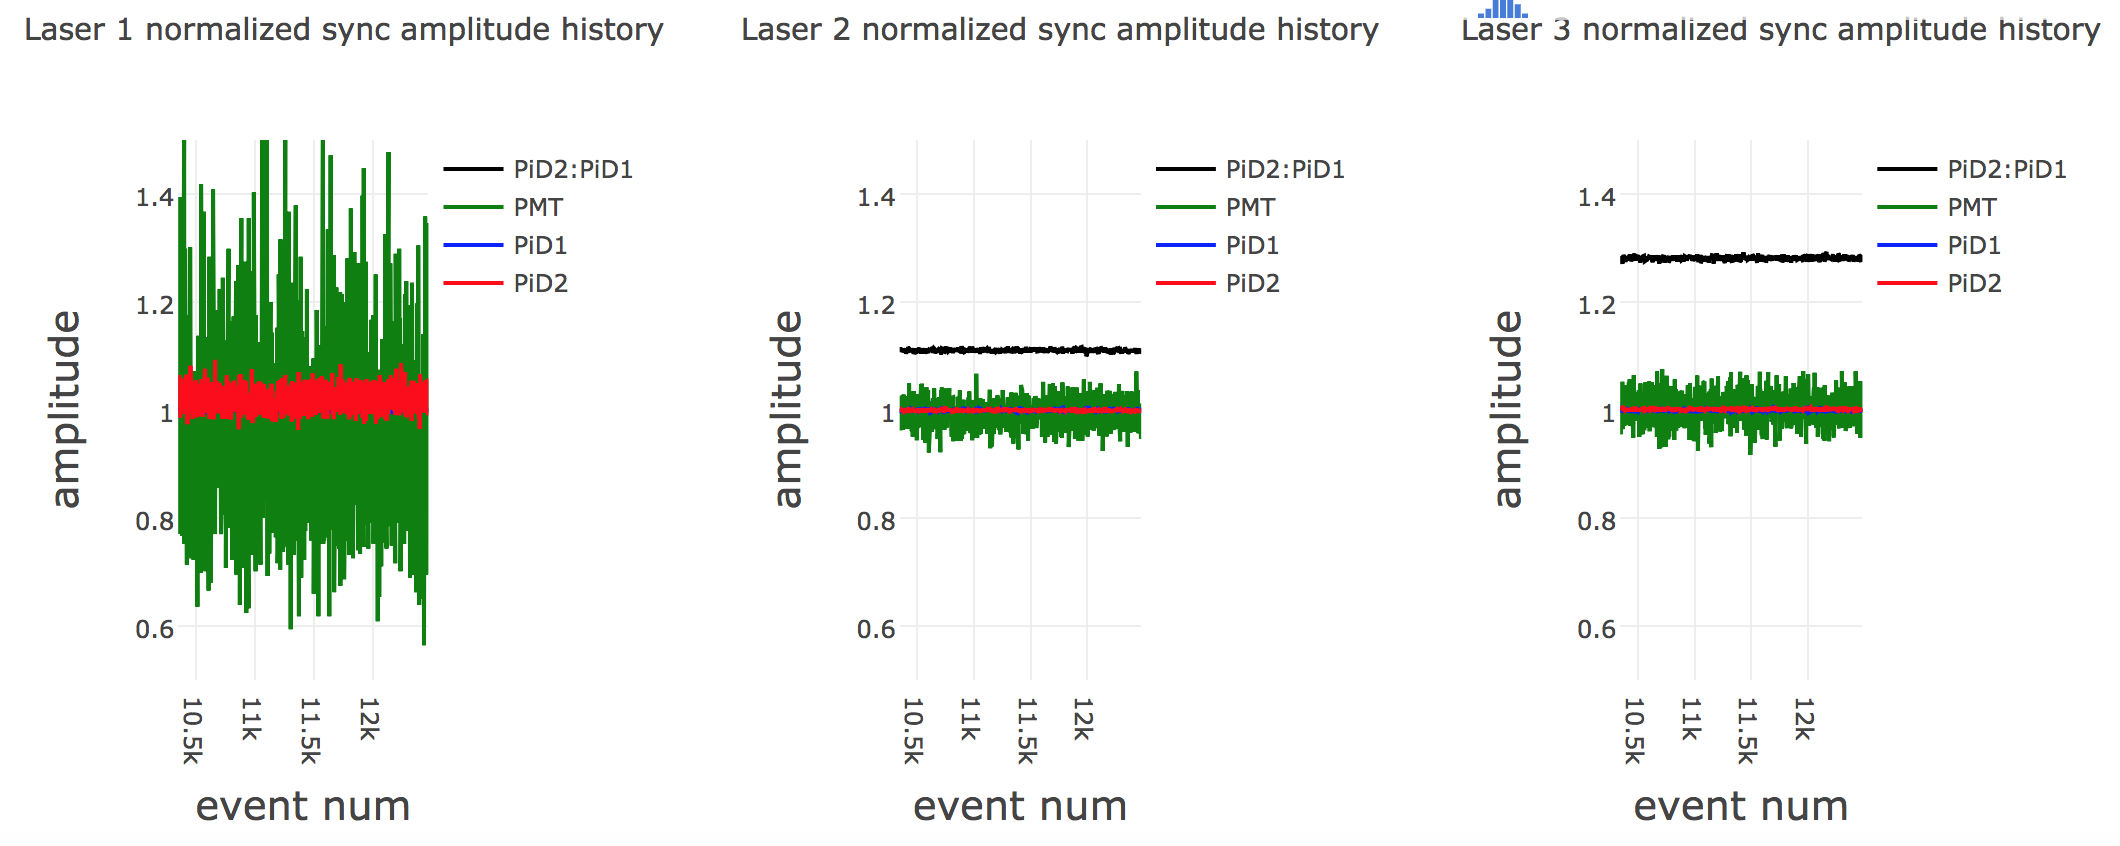 Laser 1 normalized sync amplitude history
PiD2:PiD1
PMT
PiD1
PiD2
1.4
1.2
1
0.8
0.6
amplitude
10.5k
11k
11.5k
12k
event num
Laser 2 normalized sync amplitude history
PiD2:PiD1
PMT
PiD1
PiD2
1.4
1.2
1
0.8
0.6
amplitude
10.5k
11k
11.5k
12k
event num
Laser 3 normalized sync amplitude history
PiD2:PiD1
PMT
PiD1
PiD2
1.4
1.2
1
0.8
0.6
amplitude
10.5k
11k
11.5k
12k
event num